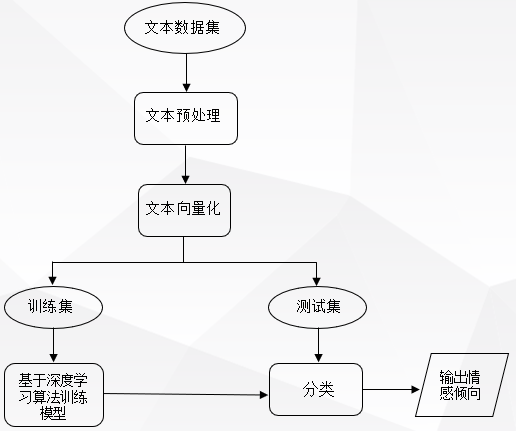 文本数据集
文本预处理
文本向量化
训练集
测试集
基于深度学
习算法训练
模型
分类
输出情
感倾向